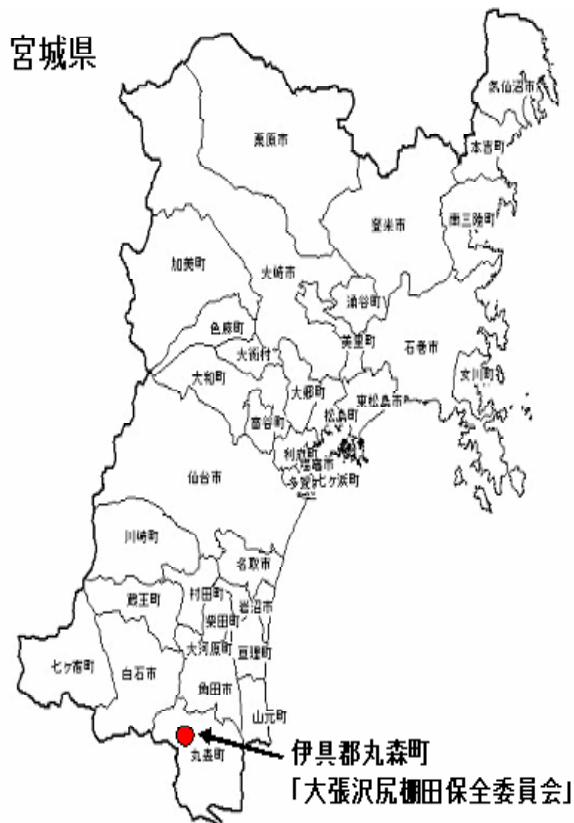 宮城県
気仙沼市
本吉町
栗原市
登米市
南三陸町
加美町
大崎市
涌谷町
色麻町
美里町
石巻市
大衡村
女川町
大和町
大郷町
東松島市
松島町
富谷町
利府町
塩竈市
多賀
七ヶ浜町
仙台市
川崎町
名取市
蔵王町
村田町
岩沼市
柴田町
七ヶ宿町
白石市
大河原町
亘理町
角田市
山元町
丸森町
伊具郡丸森町
「大張沢尻棚田保全委員会」